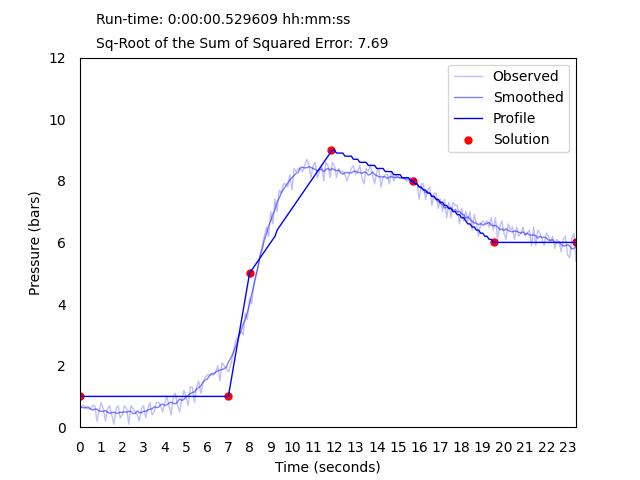 Run-time: 0:00:00.529609 hh:mm:ss
Sq-Root of the Sum of Squared Error: 7.69
12
10
8
6
4
2
0
Pressure (bars)
Observed
Smoothed
Profile
Solution
0 1 2 3 4 5 6 7 8 9 10 11 12 13 14 15 16 17 18 19 20 21 22 23
Time (seconds)